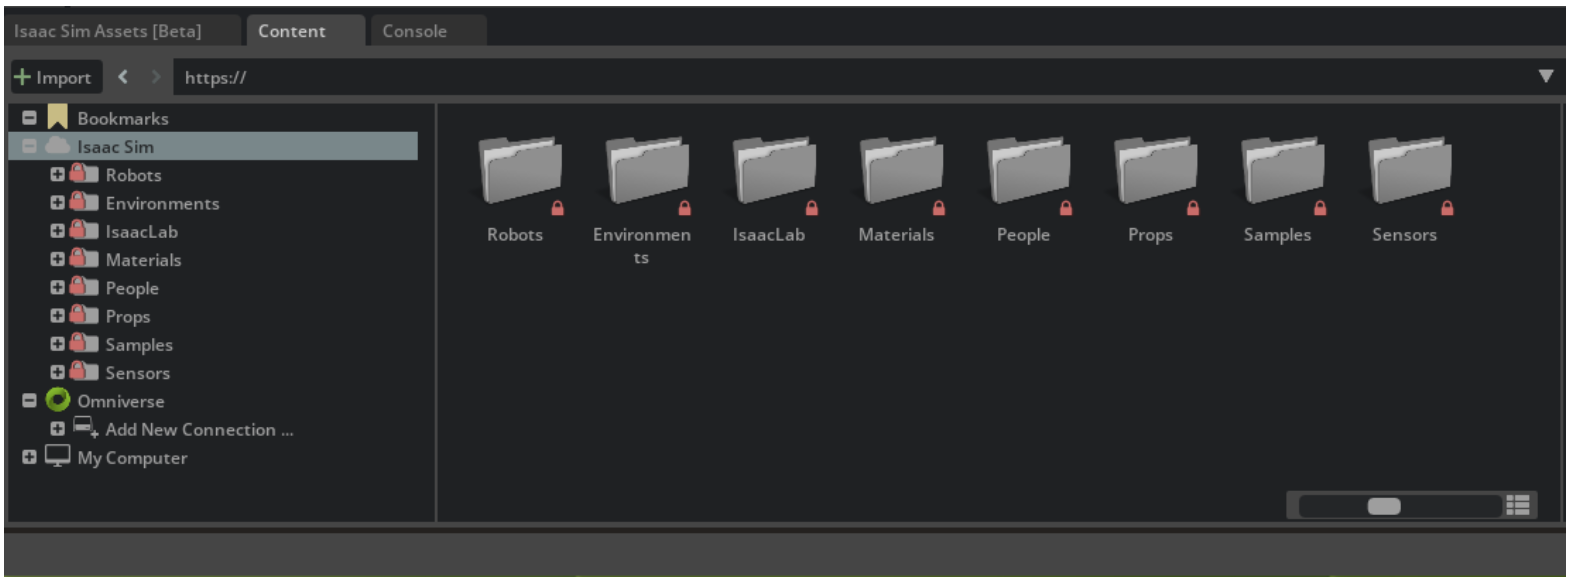 Isaac Sim Assets [Beta] Content Console
+ Import < > https://
Bookmarks
Isaac Sim
Robots
Environments
IsaacLab
Materials
People
Props
Samples
Sensors
Omniverse
Add New Connection ...
My Computer
Robots
Environmen
ts
IsaacLab
Materials
People
Props
Samples
Sensors